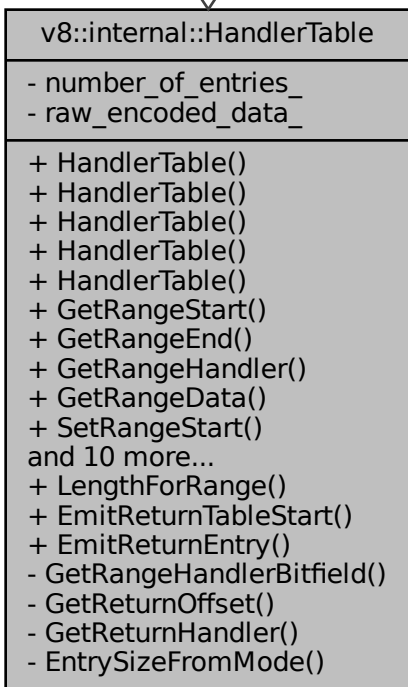 v8::internal::HandlerTable
- number_of_entries_
- raw_encoded_data_
+ HandlerTable()
+ HandlerTable()
+ HandlerTable()
+ HandlerTable()
+ HandlerTable()
+ GetRangeStart()
+ GetRangeEnd()
+ GetRangeHandler()
+ GetRangeData()
+ SetRangeStart()
and 10 more...
+ LengthForRange()
+ EmitReturnTableStart()
+ EmitReturnEntry()
- GetRangeHandlerBitfield()
- GetReturnOffset()
- GetReturnHandler()
- EntrySizeFromMode()